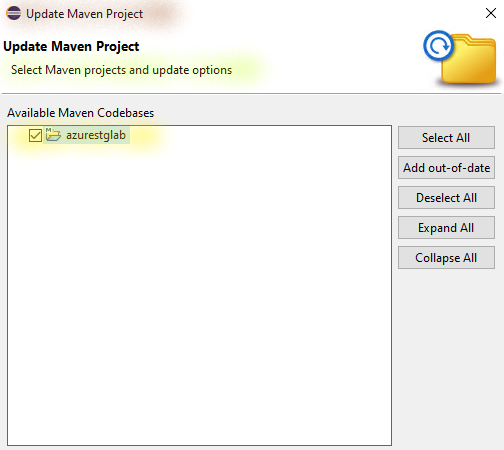 Update Maven Project
Update Maven Project
Select Maven projects and update options
Available Maven Codebases
azurestglab
Select All
Add out-of-date
Deselect All
Expand All
Collapse All